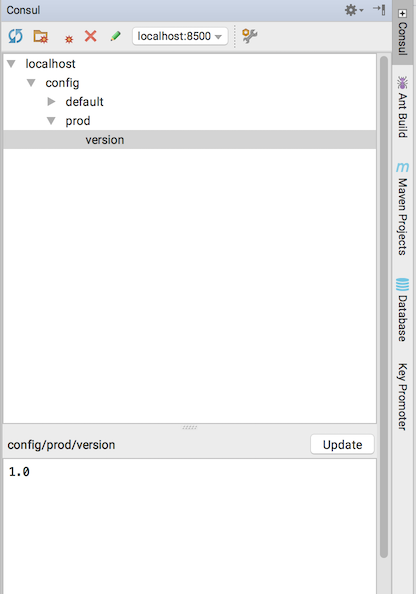 Consul
localhost:8500
localhost
config
default
prod
version
config/prod/version
Update
1.0
Consul
Ant Build
m
Maven Projects
Database
Key Promoter